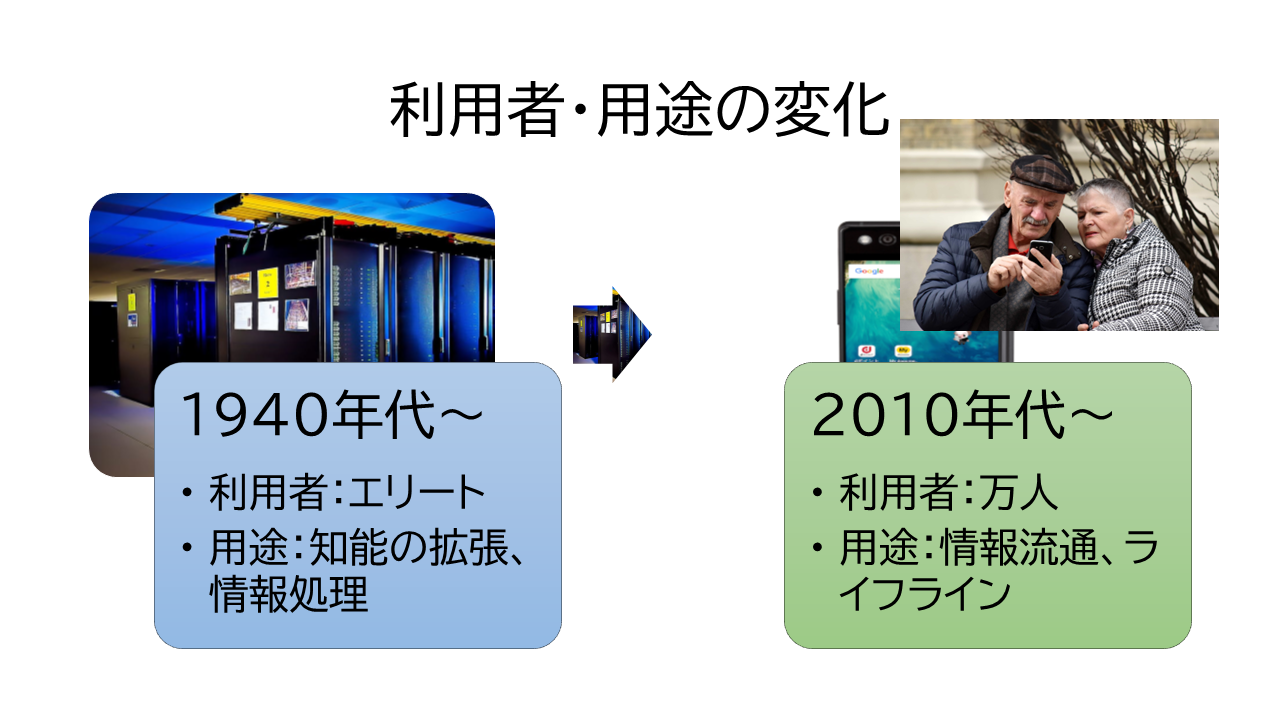 利用者・用途の変化
Google
1940年代～
・利用者：エリート
・用途：知能の拡張、
情報処理
2010年代～
・利用者：万人
・用途：情報流通、ラ
イフライン